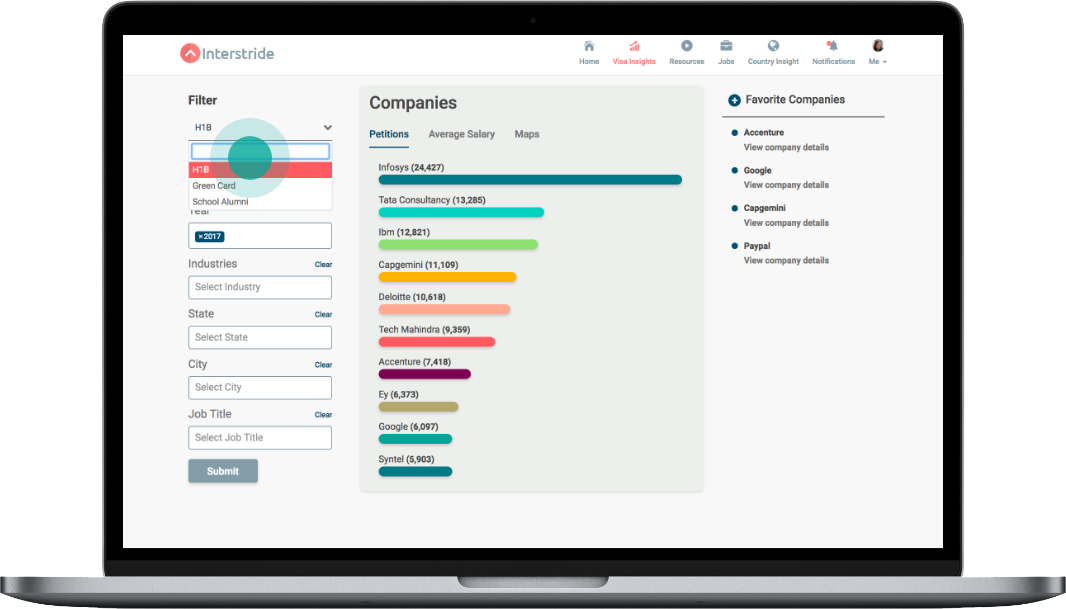 Interstride
Home
Visa Insights
Resources
Jobs
Country Insight
Notifications
Me
Filter
H1B
H1B
Green Card
School Alumni
Year
×2017
Industries Clear
Select Industry
State Clear
Select State
City Clear
Select City
Job Title Clear
Select Job Title
Submit
Companies
Petitions Average Salary Maps
Infosys (24,427)
Tata Consultancy (13,285)
Ibm (12,821)
Capgemini (11,109)
Deloitte (10,618)
Tech Mahindra (9,359)
Accenture (7,418)
Ey (6,373)
Google (6,097)
Syntel (5,903)
Favorite Companies
Accenture
View company details
Google
View company details
Capgemini
View company details
Paypal
View company details